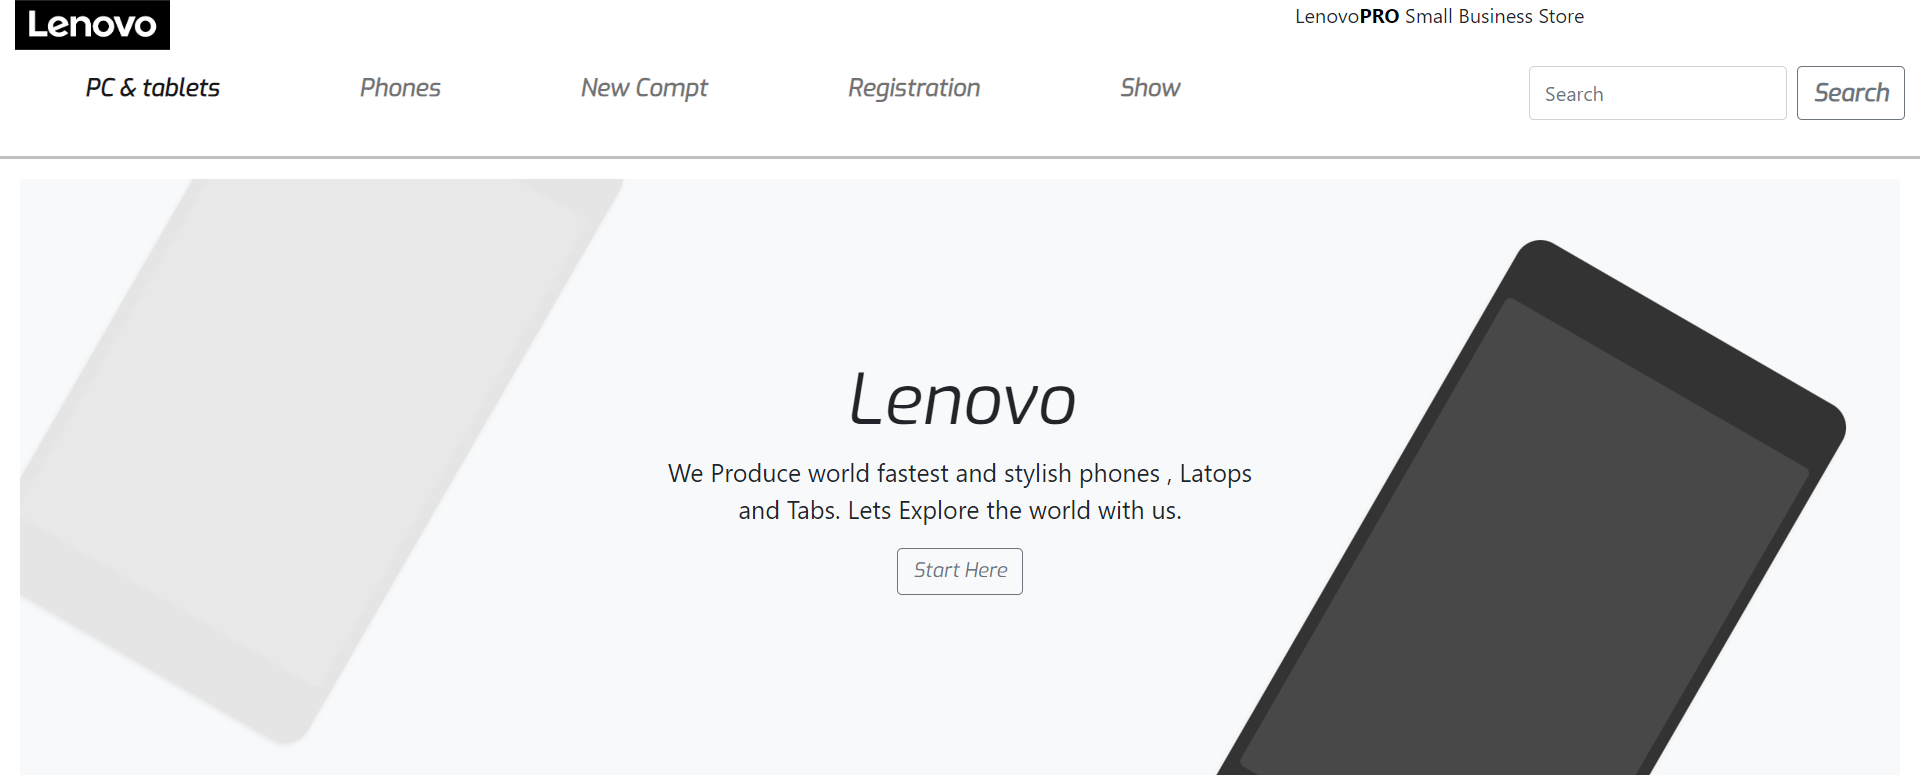 Lenovo
LenovoPRO Small Business Store
PC & tablets
Phones
New Compt
Registration
Show
Search
Search
Lenovo
We Produce world fastest and stylish phones , Latops
and Tabs. Lets Explore the world with us.
Start Here